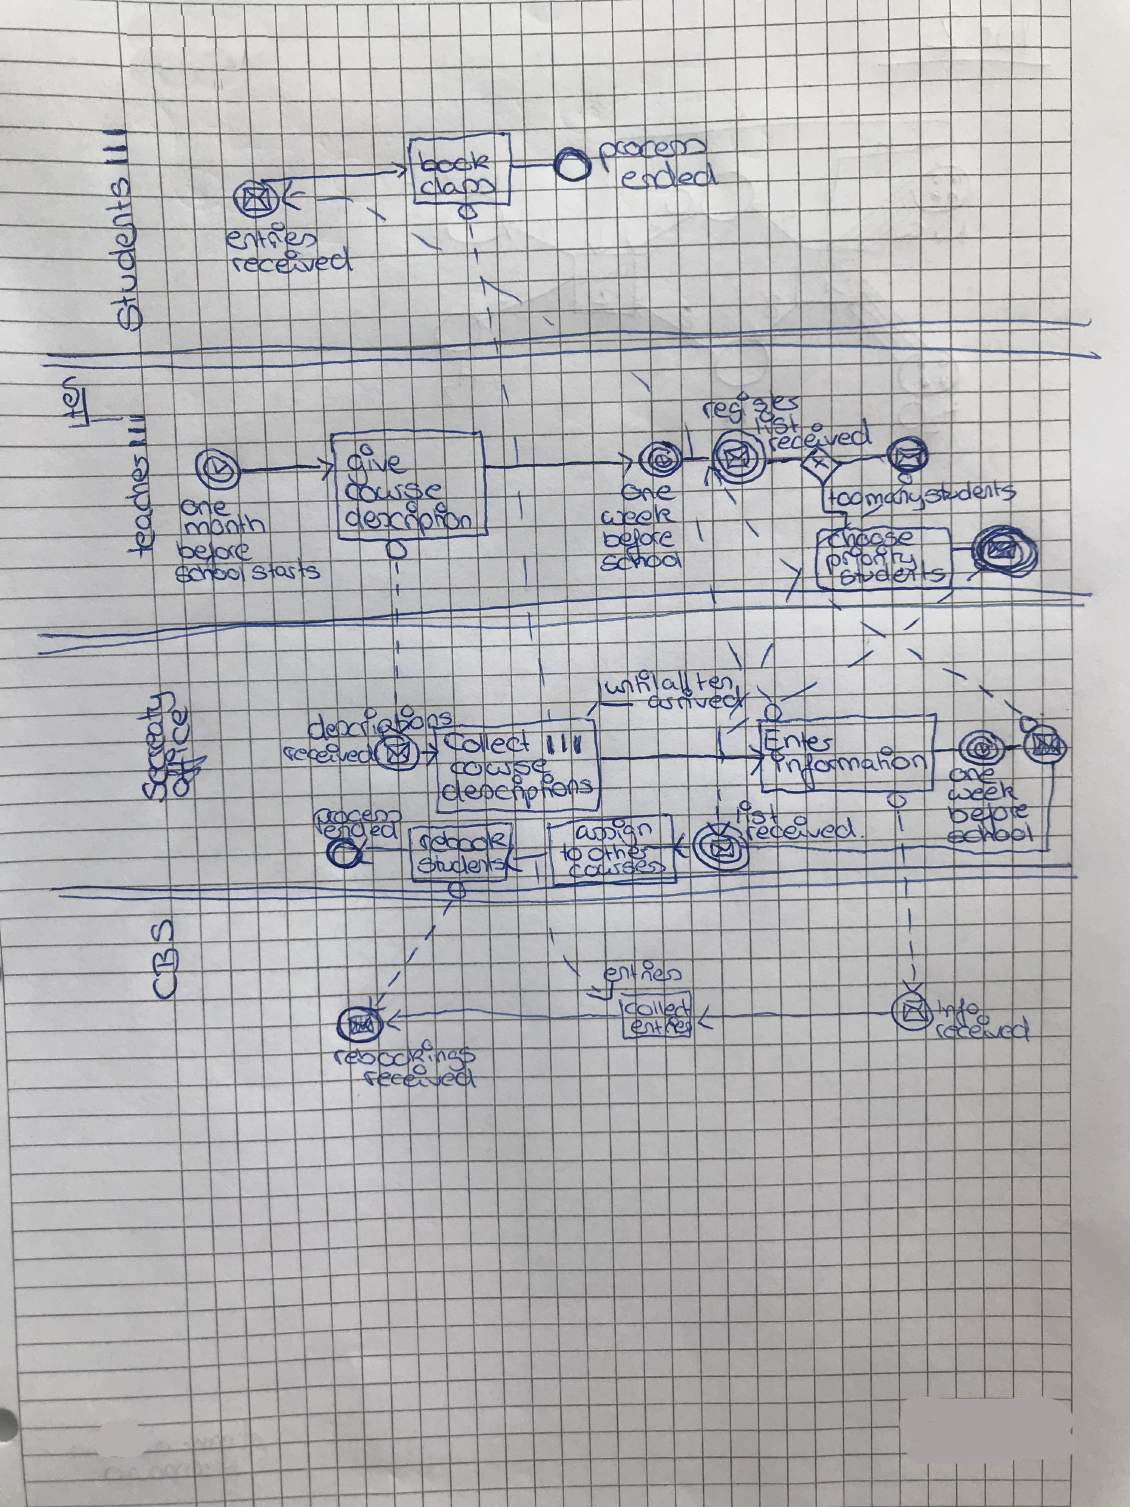 Students III
book
class
process
ended
entries
received
ten
teachers III
one
month
before
school starts
give
course
description
one
week
before
school
list
received
too many students
choose
priority
students
office
descriptions
received
Collect III
course
descriptions
until all ten
arrived
Enter
information
one
week
before
school
process
ended
rebook
students
assign
to other
courses
list
received
CBS
entries
collect
entries
info
received
rebookings
received